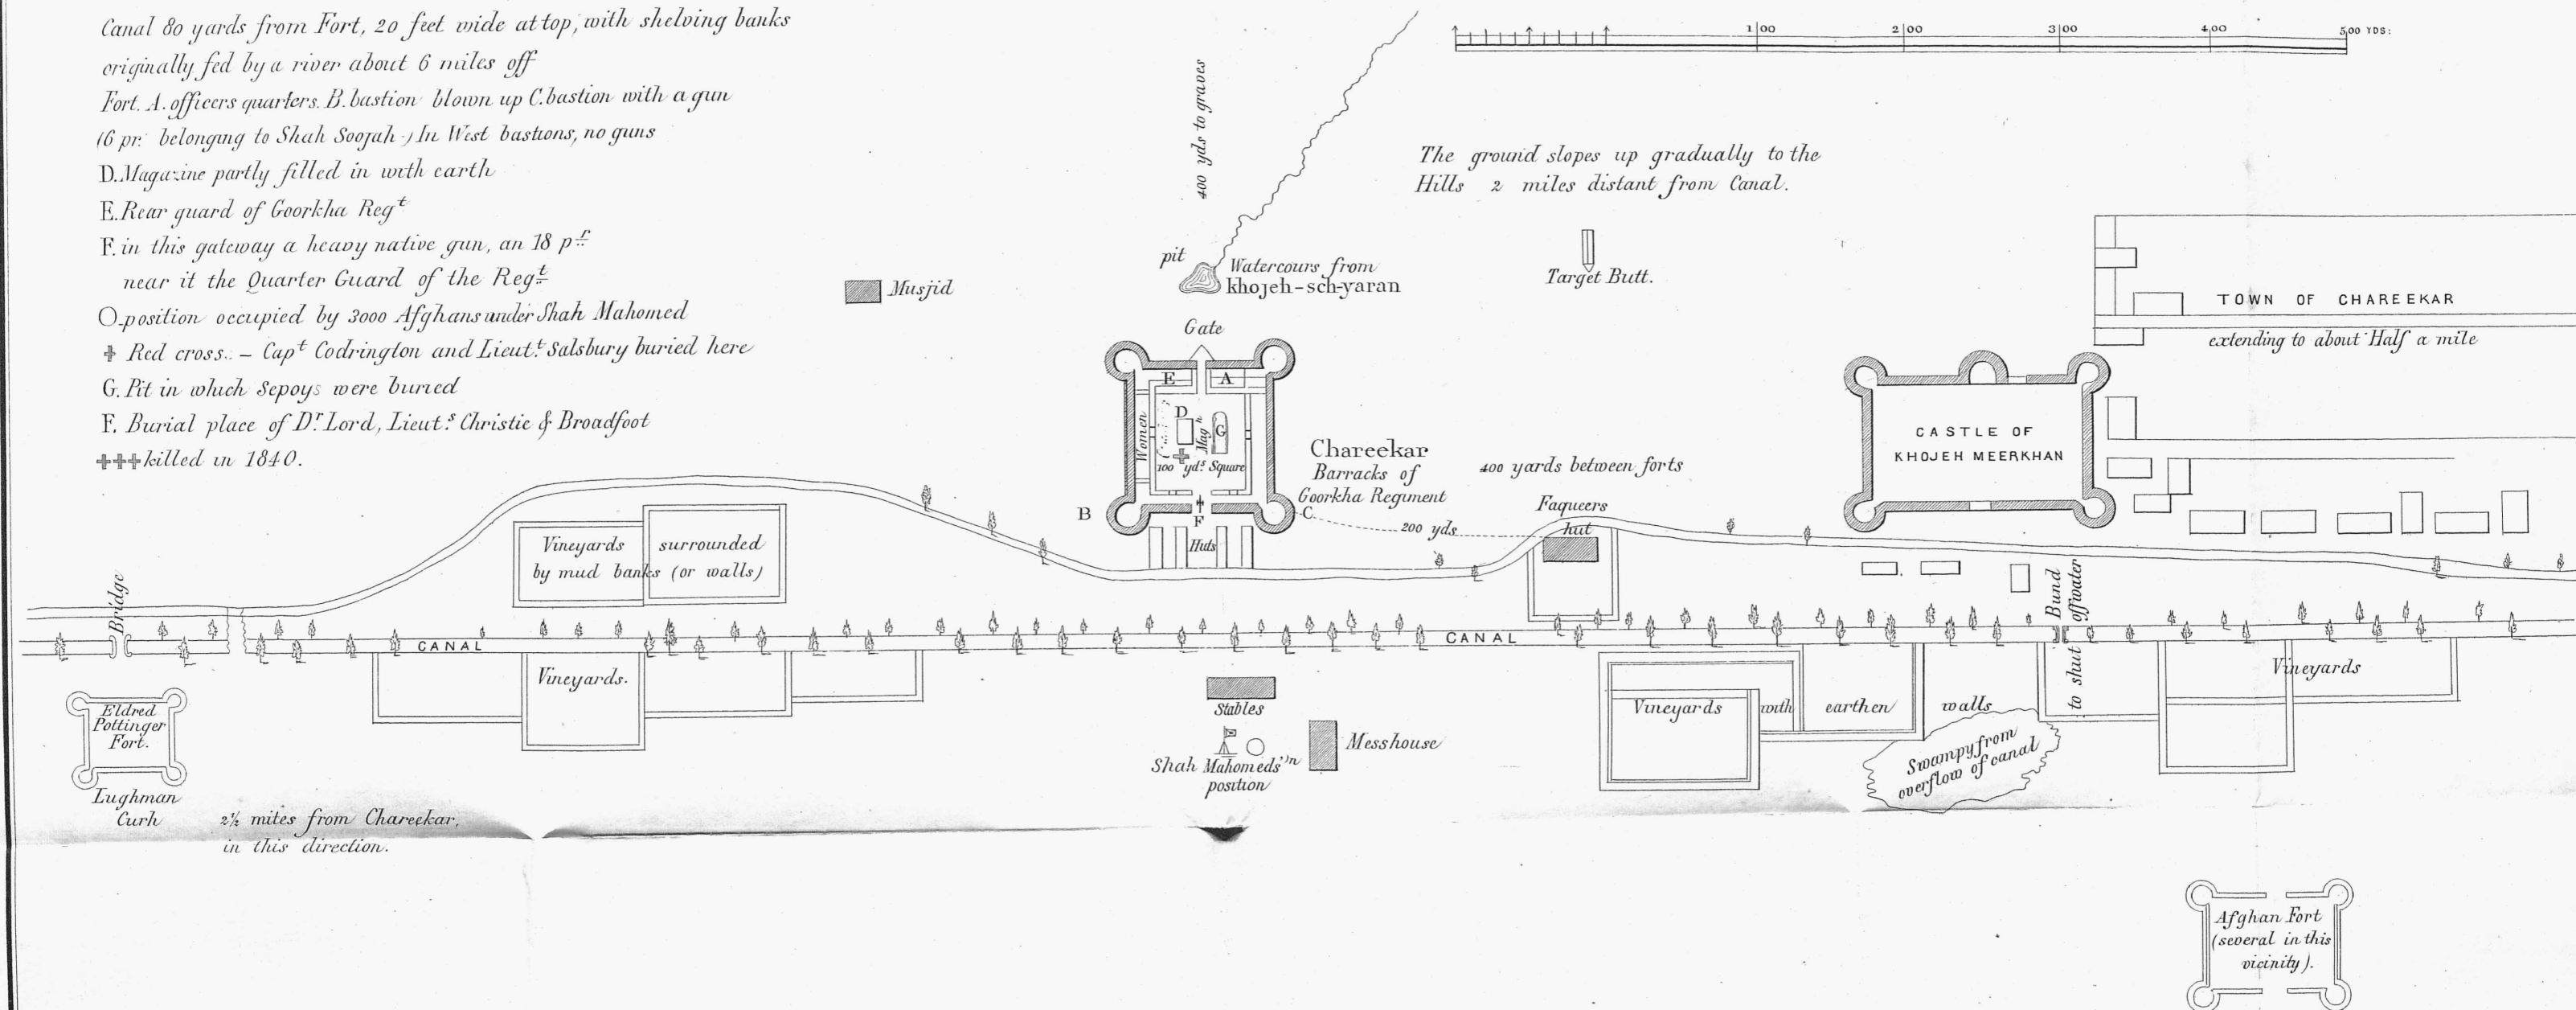 Canal 80 yards from Fort, 20 feet wide at top, with shelving banks
originally fed by a river about 6 miles off
Fort. A. officers quarters. B. bastion blown up C. bastion with a gun
(6 pr. belonging to Shah Soojah) In West bastions, no guns
D. Magazine partly filled in with earth
E. Rear guard of Goorkha Regt
F. in this gateway a heavy native gun, an 18 pr
near it the Quarter Guard of the Regt
O-position occupied by 3000 Afghans under Shah Mahomed
Red cross.. – Capt Codrington and Lieutt Salsbury buried here
G. Pit in which Sepoys were buried
F. Burial place of Dr Lord, Lieuts Christie & Broadfoot
+++ killed in 1840.
100 200 300 400 500 YDS:
400 yds to graves
The ground slopes up gradually to the
Hills 2 miles distant from Canal.
pit
Watercours from
khojeh-seh-yaran
Target Butt.
Musjid
Gate
TOWN OF CHAREEKAR
extending to about Half a mile
E A
D
Women
Magn
G
100 yds Square
B
F
C.
Huts
Chareekar
Barracks of
Goorkha Regiment
400 yards between forts
200 yds
Faqueers
hut
CASTLE OF
KHOJEH MEERKHAN
Vineyards surrounded
by mud banks (or walls)
Bridge
CANAL
CANAL
Bund
to shut offwater
Vineyards.
Stables
Shah Mahomeds'n
position
Messhouse
Vineyards with earthen walls
Swampy from
overflow of canal
Vineyards
Eldred
Pottinger
Fort.
Lughman
Curh
2½ miles from Chareekar,
in this direction.
Afghan Fort
(several in this
vicinity).